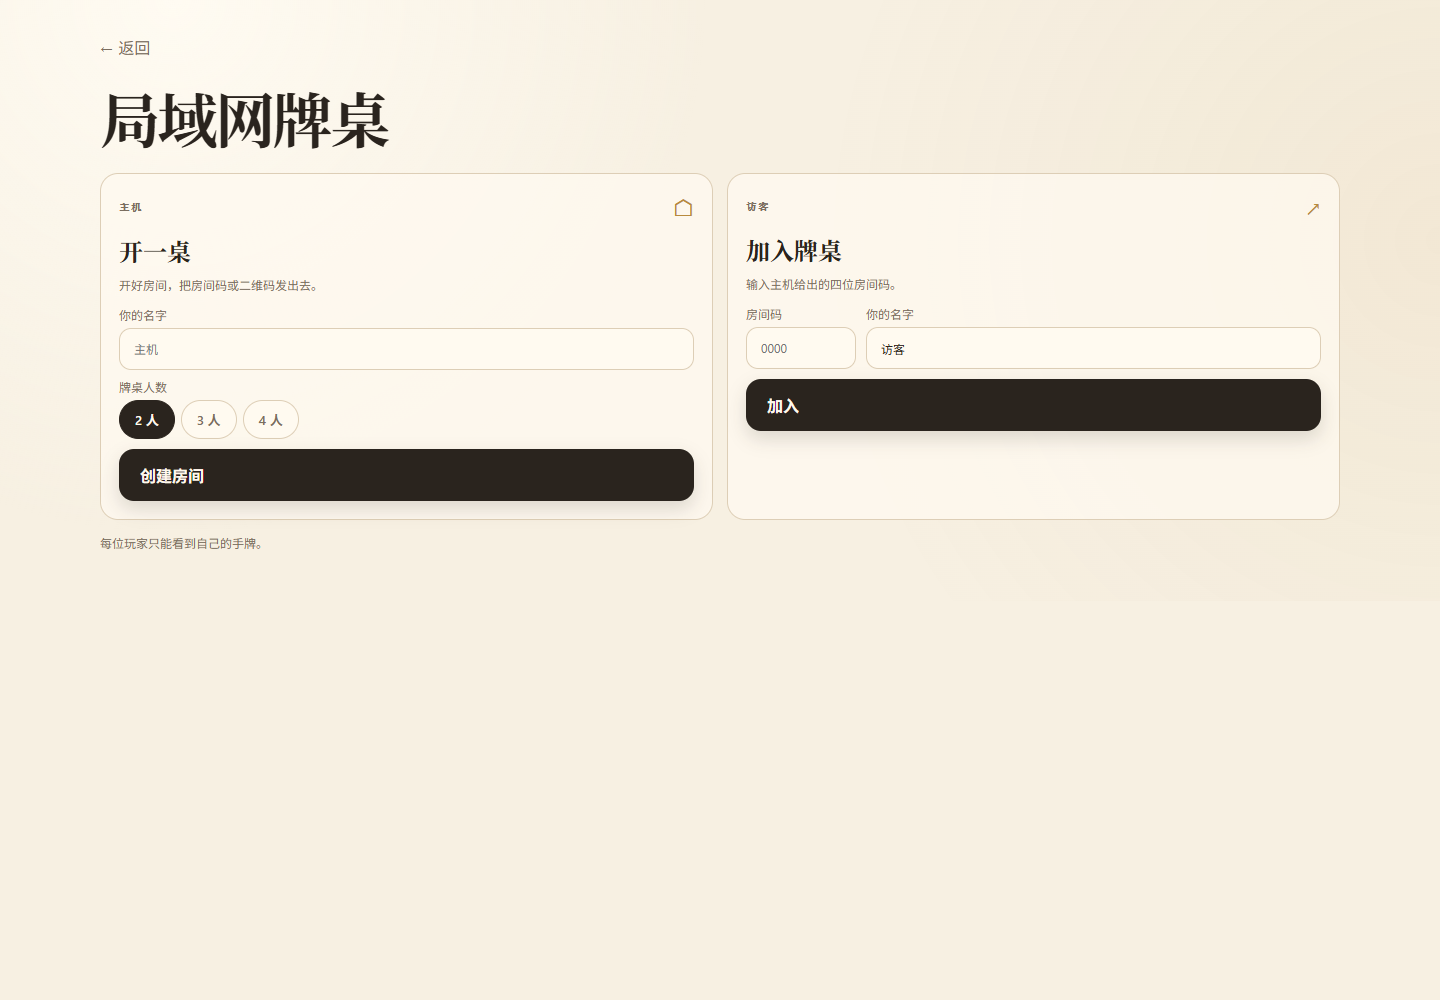 ← 返回
局域网牌桌
主机
开一桌
开好房间，把房间码或二维码发出去。
你的名字
主机
牌桌人数
2 人 3 人 4 人
创建房间
访客
↗
加入牌桌
输入主机给出的四位房间码。
房间码 你的名字
0000 访客
加入
每位玩家只能看到自己的手牌。